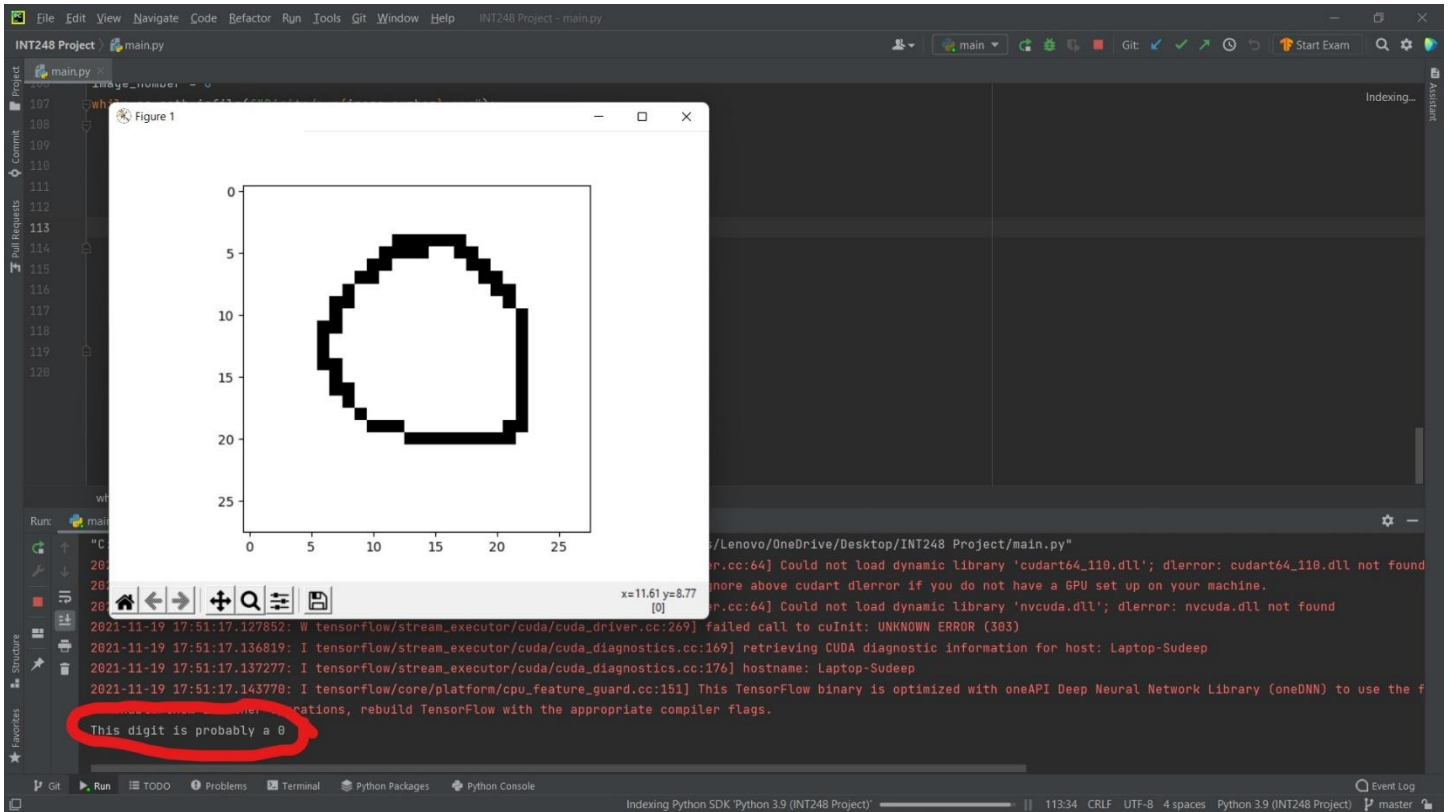 File Edit View Navigate Code Refactor Run Tools Git Window Help INT248 Project - main.py
INT248 Project main.py main Git: Start Exam
Project main.py Assistant
107 Indexing...
Figure 1
108
109
110
111
112
113
114
115
116
117
118
119
120
Commit
Pull Requests
0
5
10
15
20
25
0 5 10 15 20 25
x=11.61 y=8.77
[0]
Run: main
"C: s/Lenovo/OneDrive/Desktop/INT248 Project/main.py"
202 r.cc:64] Could not load dynamic library 'cudart64_110.dll'; dlerror: cudart64_110.dll not found
202 gnore above cudart dlerror if you do not have a GPU set up on your machine.
202 r.cc:64] Could not load dynamic library 'nvcuda.dll'; dlerror: nvcuda.dll not found
2021-11-19 17:51:17.127852: W tensorflow/stream_executor/cuda/cuda_driver.cc:269] failed call to cuInit: UNKNOWN ERROR (303)
2021-11-19 17:51:17.136819: I tensorflow/stream_executor/cuda/cuda_diagnostics.cc:169] retrieving CUDA diagnostic information for host: Laptop-Sudeep
2021-11-19 17:51:17.137277: I tensorflow/stream_executor/cuda/cuda_diagnostics.cc:176] hostname: Laptop-Sudeep
2021-11-19 17:51:17.143770: I tensorflow/core/platform/cpu_feature_guard.cc:151] This TensorFlow binary is optimized with oneAPI Deep Neural Network Library (oneDNN) to use the f
rations, rebuild TensorFlow with the appropriate compiler flags.
This digit is probably a 0
Structure
Favorites
Git Run TODO Problems Terminal Python Packages Python Console Event Log
Indexing Python SDK 'Python 3.9 (INT248 Project)' 113:34 CRLF UTF-8 4 spaces Python 3.9 (INT248 Project) master